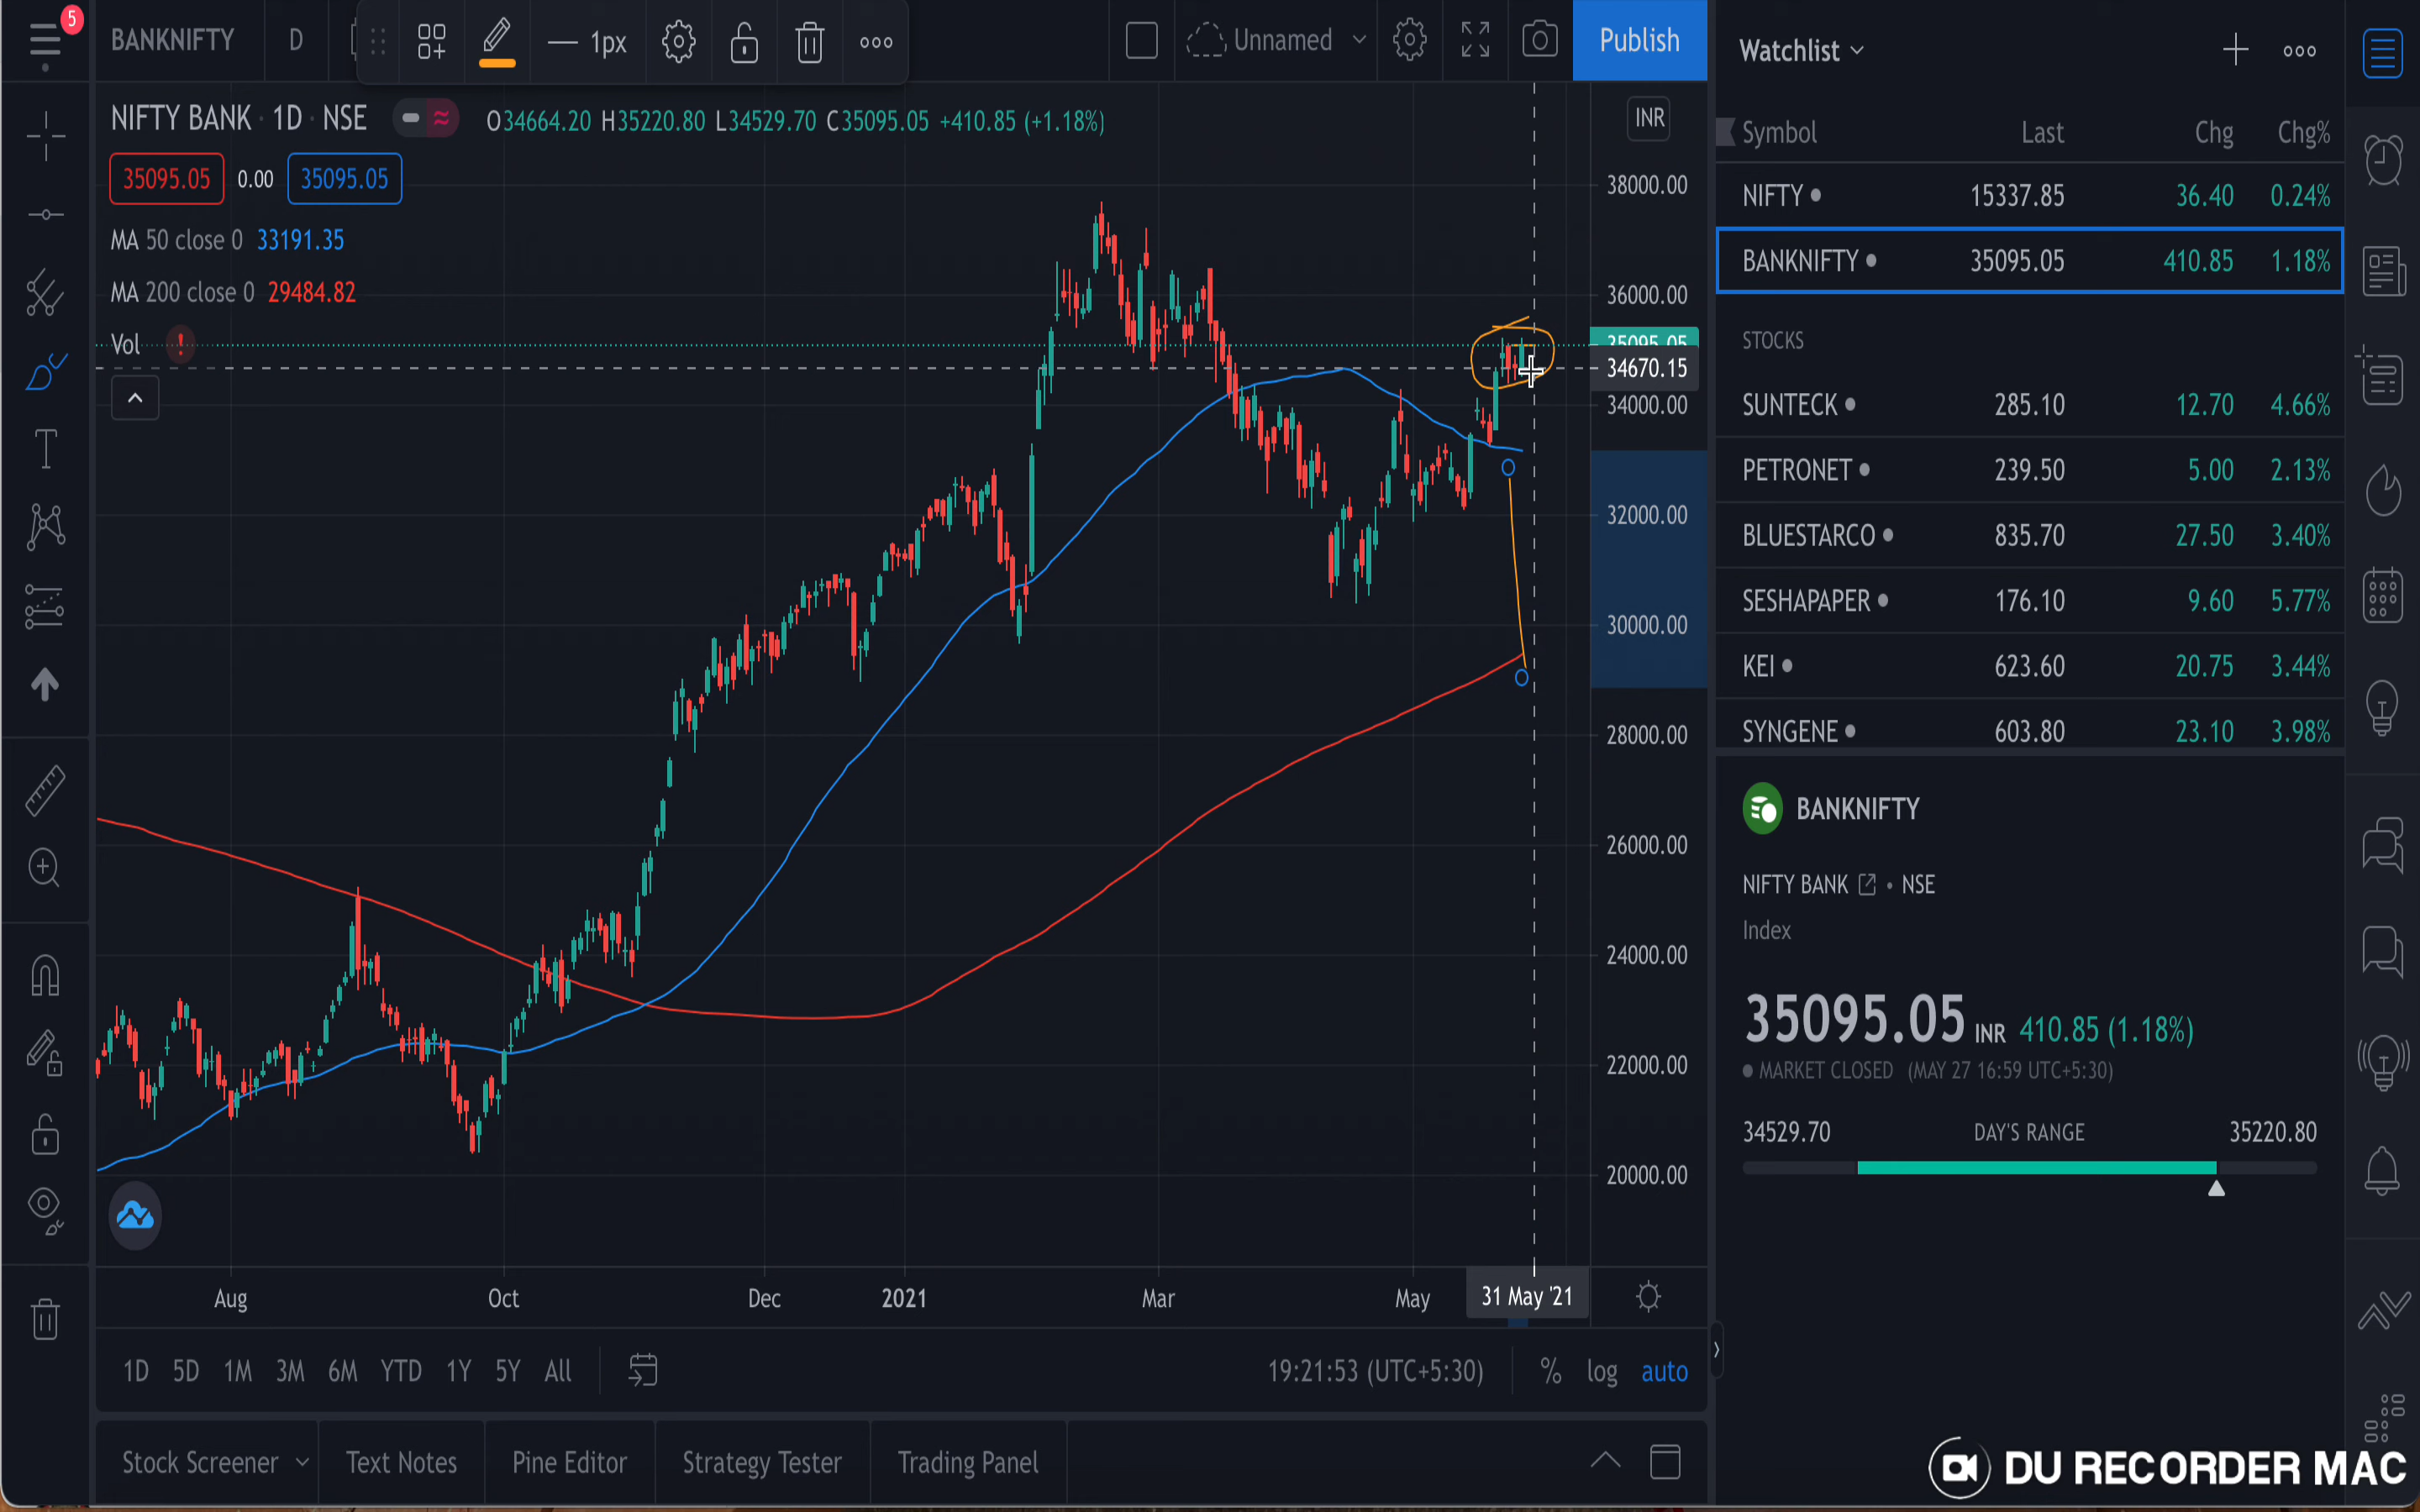 5
BANKNIFTY D
1px
Unnamed
Publish
NIFTY BANK · 1D · NSE O34664.20 H35220.80 L34529.70 C35095.05 +410.85 (+1.18%)
INR
35095.05 0.00 35095.05
MA 50 close 0 33191.35
MA 200 close 0 29484.82
Vol !
38000.00
36000.00
35095.05
34670.15
34000.00
32000.00
30000.00
28000.00
26000.00
24000.00
22000.00
20000.00
Aug Oct Dec 2021 Mar May 31 May '21
1D 5D 1M 3M 6M YTD 1Y 5Y All
19:21:53 (UTC+5:30) % log auto
Stock Screener Text Notes Pine Editor Strategy Tester Trading Panel
Watchlist
Symbol Last Chg Chg%
NIFTY 15337.85 36.40 0.24%
BANKNIFTY 35095.05 410.85 1.18%
STOCKS
SUNTECK 285.10 12.70 4.66%
PETRONET 239.50 5.00 2.13%
BLUESTARCO 835.70 27.50 3.40%
SESHAPAPER 176.10 9.60 5.77%
KEI 623.60 20.75 3.44%
SYNGENE 603.80 23.10 3.98%
BANKNIFTY
NIFTY BANK • NSE
Index
35095.05 INR 410.85 (1.18%)
MARKET CLOSED (MAY 27 16:59 UTC+5:30)
34529.70 DAY'S RANGE 35220.80
DU RECORDER MAC